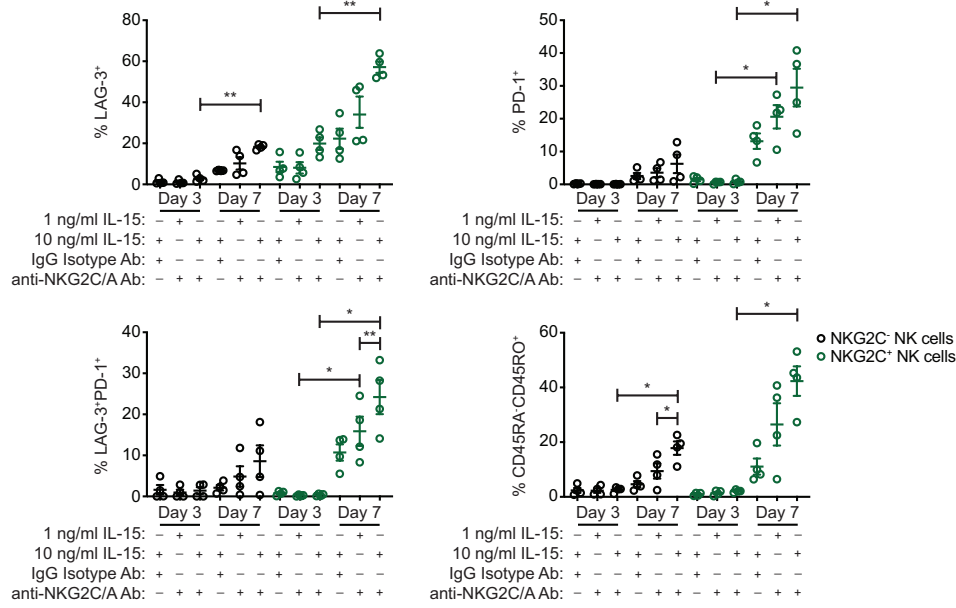 **
**
80
60
40
20
0
% LAG-3⁺
Day 3 Day 7 Day 3 Day 7
1 ng/ml IL-15: − + − − + − − + − − + −
10 ng/ml IL-15: + − + + − + + − + + − +
IgG Isotype Ab: + − − + − − + − − + − −
anti-NKG2C/A Ab: − + + − + + − + + − + +
*
*
50
40
30
20
10
0
% PD-1⁺
Day 3 Day 7 Day 3 Day 7
1 ng/ml IL-15: − + − − + − − + − − + −
10 ng/ml IL-15: + − + + − + + − + + − +
IgG Isotype Ab: + − − + − − + − − + − −
anti-NKG2C/A Ab: − + + − + + − + + − + +
*
**
*
40
30
20
10
0
% LAG-3⁺PD-1⁺
Day 3 Day 7 Day 3 Day 7
1 ng/ml IL-15: − + − − + − − + − − + −
10 ng/ml IL-15: + − + + − + + − + + − +
IgG Isotype Ab: + − − + − − + − − + − −
anti-NKG2C/A Ab: − + + − + + − + + − + +
*
*
*
60
40
20
0
% CD45RA⁻CD45RO⁺
Day 3 Day 7 Day 3 Day 7
1 ng/ml IL-15: − + − − + − − + − − + −
10 ng/ml IL-15: + − + + − + + − + + − +
IgG Isotype Ab: + − − + − − + − − + − −
anti-NKG2C/A Ab: − + + − + + − + + − + +
NKG2C⁻ NK cells
NKG2C⁺ NK cells